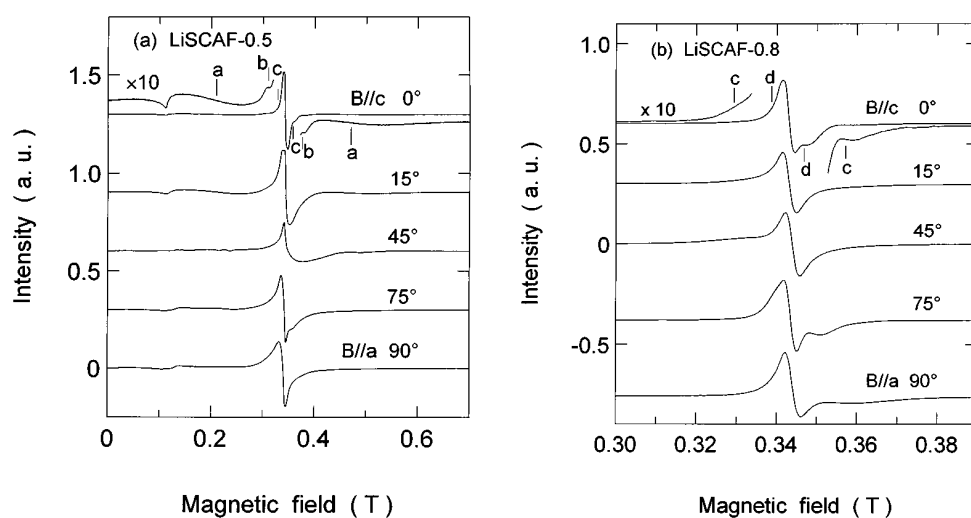 (a) LiSCAF-0.5
1.5
×10
a
b
c
B//c 0°
c
b
a
1.0
15°
45°
0.5
75°
B//a 90°
0
0
0.2
0.4
0.6
Intensity ( a. u. )
Magnetic field ( T )
(b) LiSCAF-0.8
1.0
c
d
B//c 0°
x 10
0.5
d
c
15°
45°
0
75°
-0.5
B//a 90°
0.30
0.32
0.34
0.36
0.38
Intensity ( a. u. )
Magnetic field ( T )